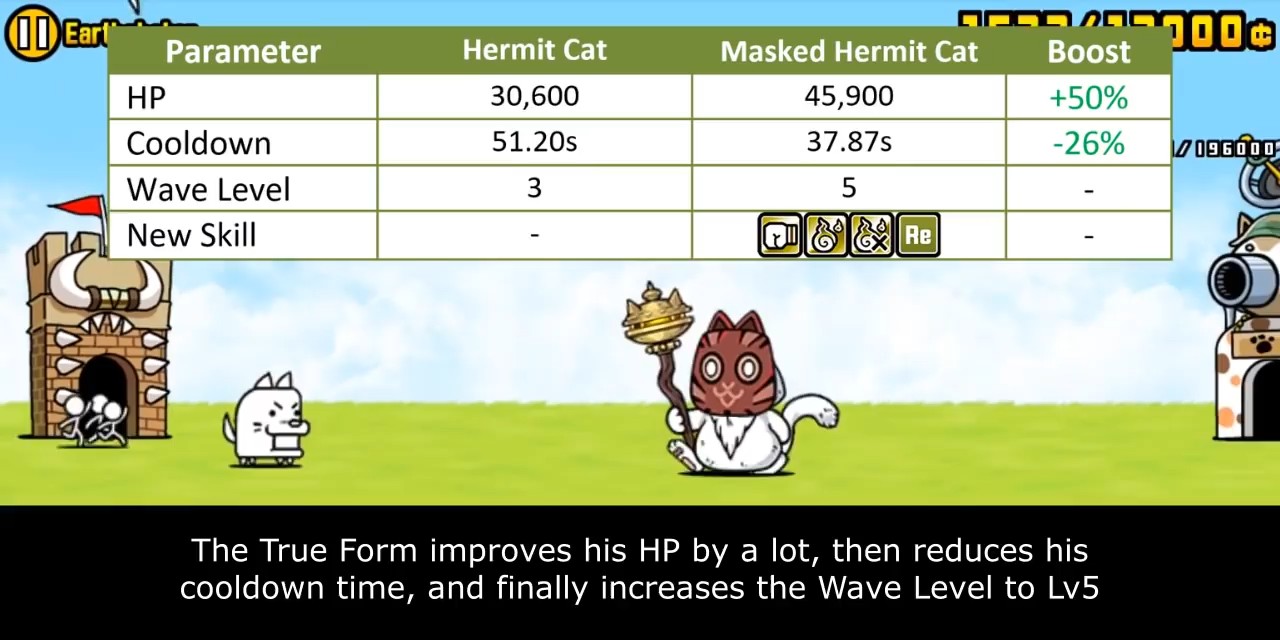 Parameter Hermit Cat Masked Hermit Cat Boost
HP 30,600 45,900 +50%
Cooldown 51.20s 37.87s -26%
/196000
Wave Level 3 5 -
New Skill - Re -
The True Form improves his HP by a lot, then reduces his
cooldown time, and finally increases the Wave Level to Lv5